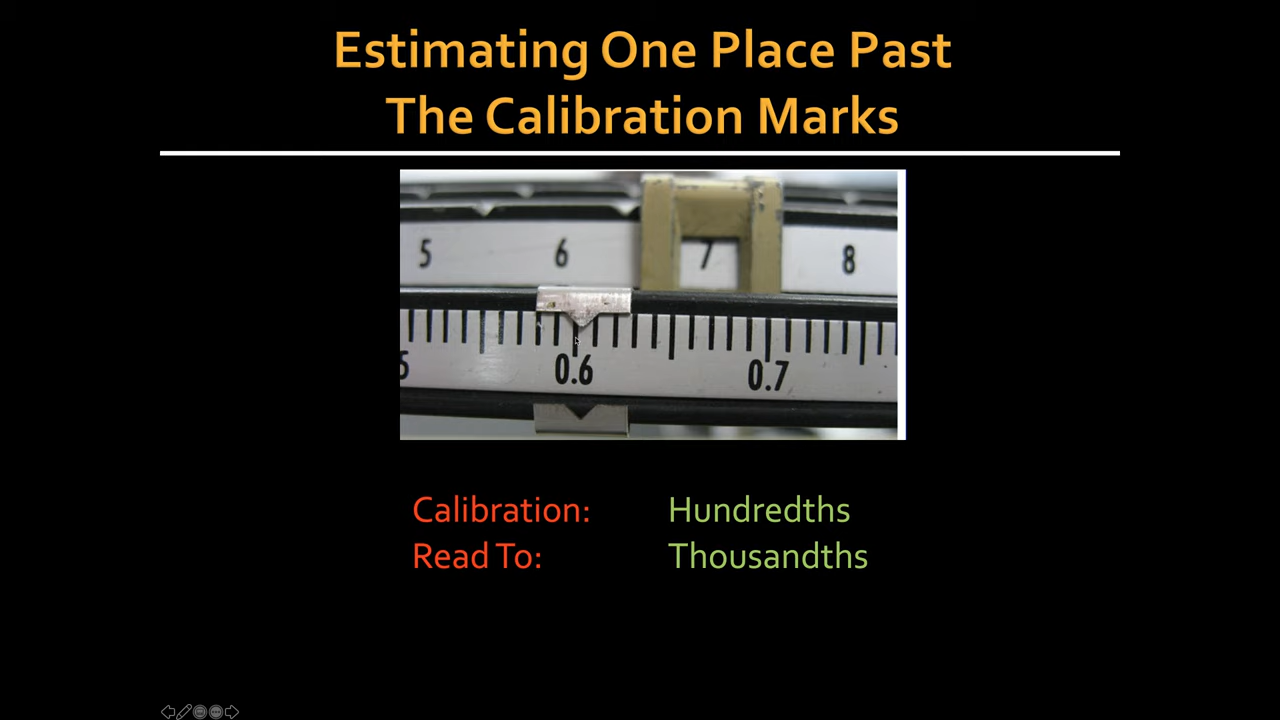 Estimating One Place Past
The Calibration Marks
5 6 7 8
5 0.6 0.7
Calibration: Hundredths
Read To: Thousandths